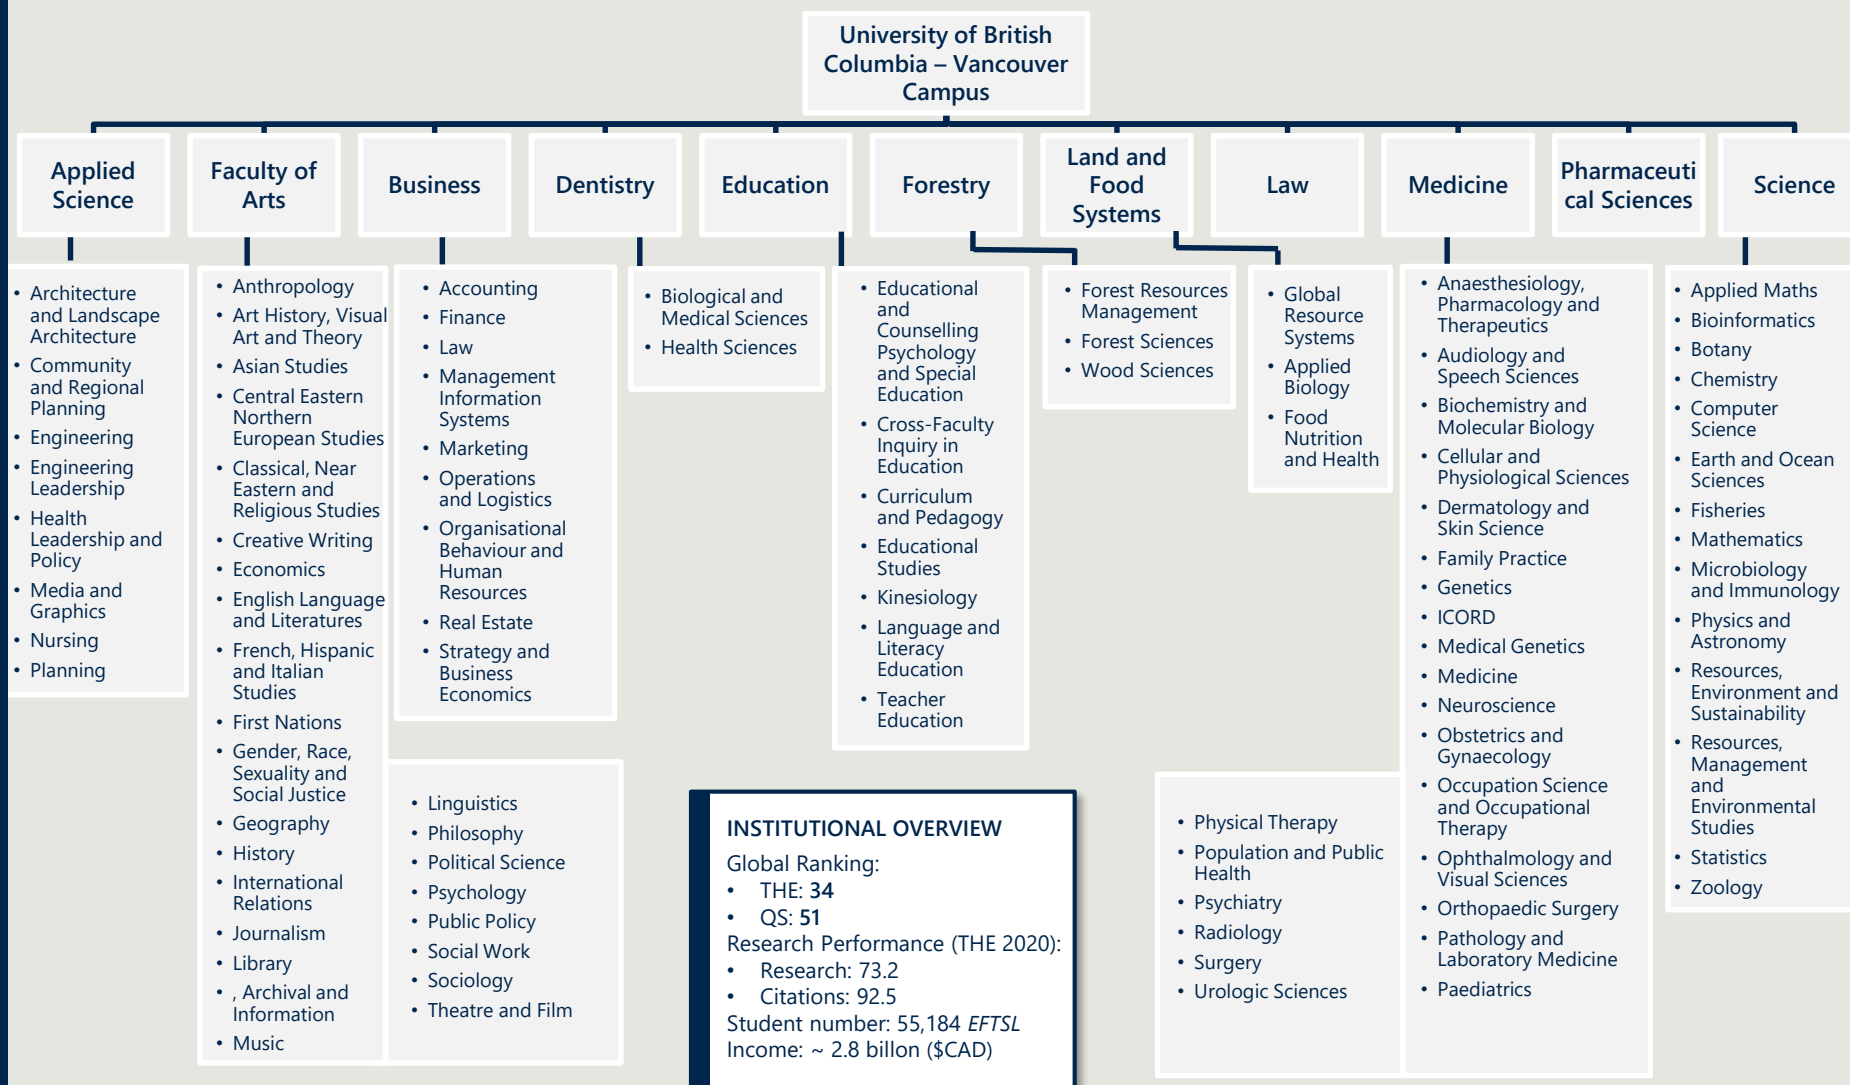 University of British
Columbia – Vancouver
Campus
Applied
Science
Faculty of
Arts
Business
Dentistry
Education
Forestry
Land and
Food
Systems
Law
Medicine
Pharmaceuti
cal Sciences
Science
• Architecture
and Landscape
Architecture
• Community
and Regional
Planning
• Engineering
• Engineering
Leadership
• Health
Leadership and
Policy
• Media and
Graphics
• Nursing
• Planning
• Anthropology
• Art History, Visual
Art and Theory
• Asian Studies
• Central Eastern
Northern
European Studies
• Classical, Near
Eastern and
Religious Studies
• Creative Writing
• Economics
• English Language
and Literatures
• French, Hispanic
and Italian
Studies
• First Nations
• Gender, Race,
Sexuality and
Social Justice
• Geography
• History
• International
Relations
• Journalism
• Library
• , Archival and
Information
• Music
• Linguistics
• Philosophy
• Political Science
• Psychology
• Public Policy
• Social Work
• Sociology
• Theatre and Film
• Accounting
• Finance
• Law
• Management
Information
Systems
• Marketing
• Operations
and Logistics
• Organisational
Behaviour and
Human
Resources
• Real Estate
• Strategy and
Business
Economics
• Biological and
Medical Sciences
• Health Sciences
• Educational
and
Counselling
Psychology
and Special
Education
• Cross-Faculty
Inquiry in
Education
• Curriculum
and Pedagogy
• Educational
Studies
• Kinesiology
• Language and
Literacy
Education
• Teacher
Education
• Forest Resources
Management
• Forest Sciences
• Wood Sciences
• Global
Resource
Systems
• Applied
Biology
• Food
Nutrition
and Health
• Anaesthesiology,
Pharmacology and
Therapeutics
• Audiology and
Speech Sciences
• Biochemistry and
Molecular Biology
• Cellular and
Physiological Sciences
• Dermatology and
Skin Science
• Family Practice
• Genetics
• ICORD
• Medical Genetics
• Medicine
• Neuroscience
• Obstetrics and
Gynaecology
• Occupation Science
and Occupational
Therapy
• Ophthalmology and
Visual Sciences
• Orthopaedic Surgery
• Pathology and
Laboratory Medicine
• Paediatrics
• Physical Therapy
• Population and Public
Health
• Psychiatry
• Radiology
• Surgery
• Urologic Sciences
• Applied Maths
• Bioinformatics
• Botany
• Chemistry
• Computer
Science
• Earth and Ocean
Sciences
• Fisheries
• Mathematics
• Microbiology
and Immunology
• Physics and
Astronomy
• Resources,
Environment and
Sustainability
• Resources,
Management
and
Environmental
Studies
• Statistics
• Zoology
INSTITUTIONAL OVERVIEW
Global Ranking:
• THE: 34
• QS: 51
Research Performance (THE 2020):
• Research: 73.2
• Citations: 92.5
Student number: 55,184 EFTSL
Income: ~ 2.8 billon ($CAD)